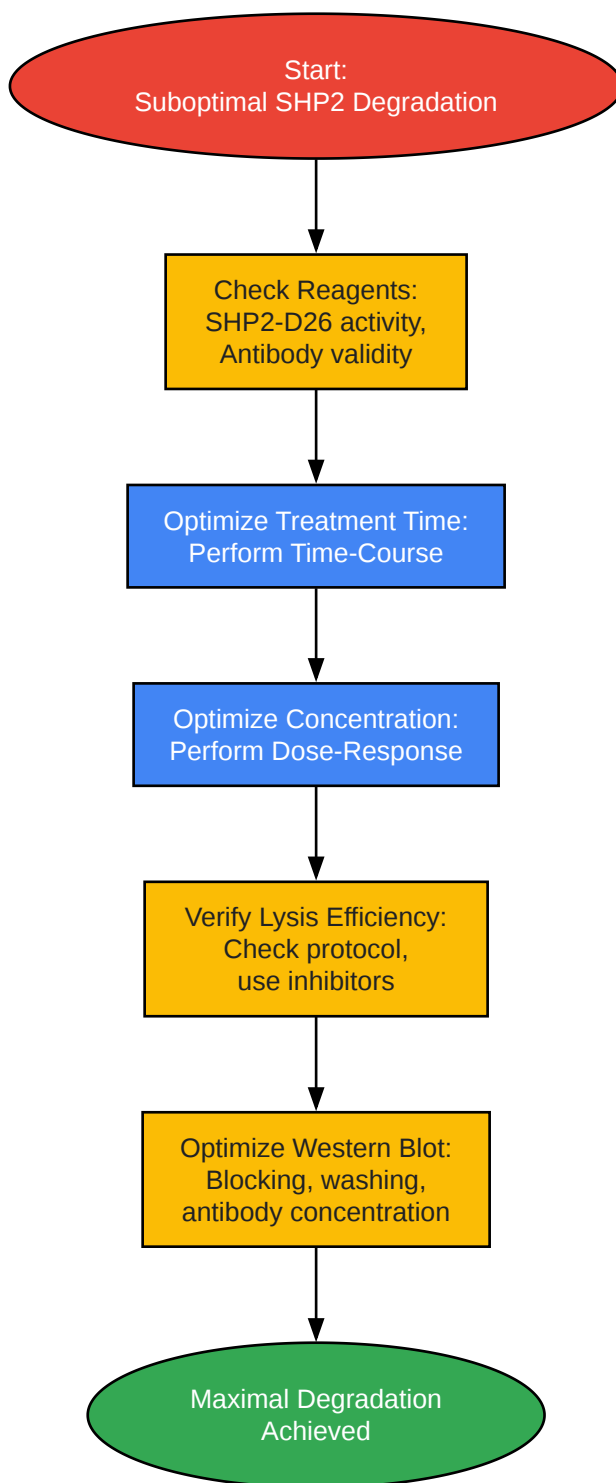 Start:
Suboptimal SHP2 Degradation
Check Reagents:
SHP2-D26 activity,
Antibody validity
Optimize Treatment Time:
Perform Time-Course
Optimize Concentration:
Perform Dose-Response
Verify Lysis Efficiency:
Check protocol,
use inhibitors
Optimize Western Blot:
Blocking, washing,
antibody concentration
Maximal Degradation
Achieved